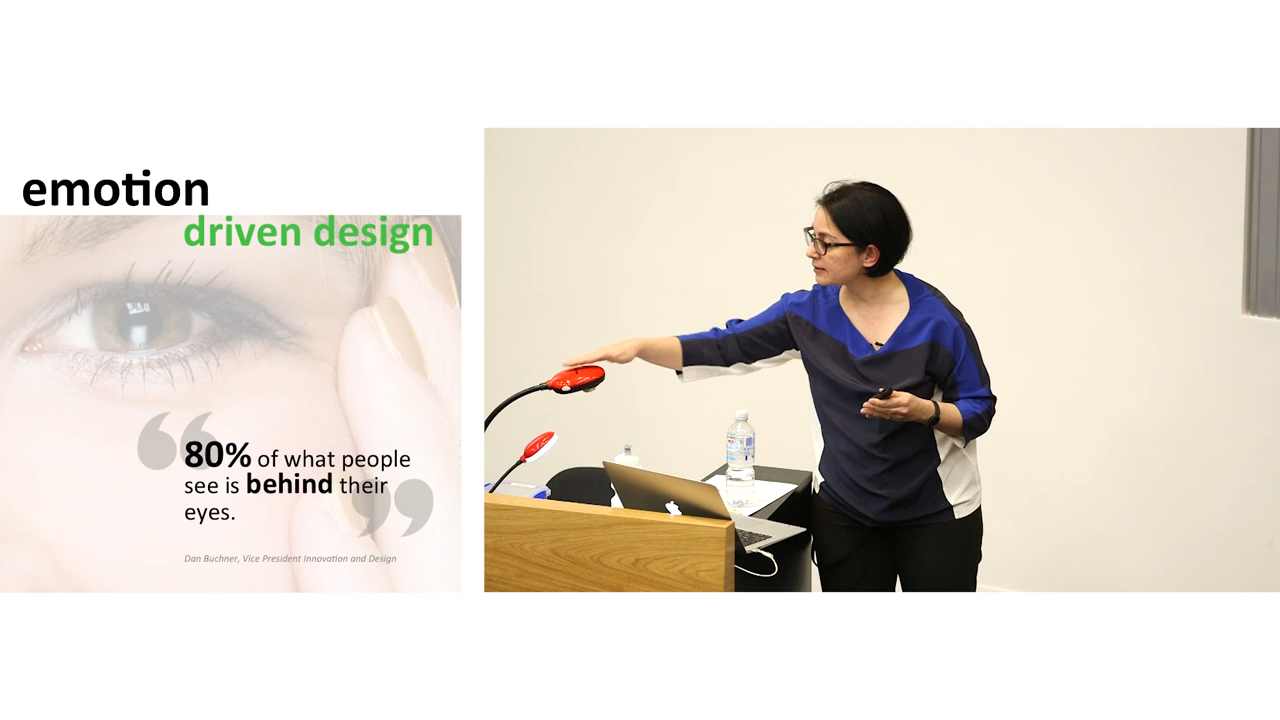 emotion
driven design
“80% of what people
see is behind their
eyes.”
Dan Buchner, Vice President Innovation and Design